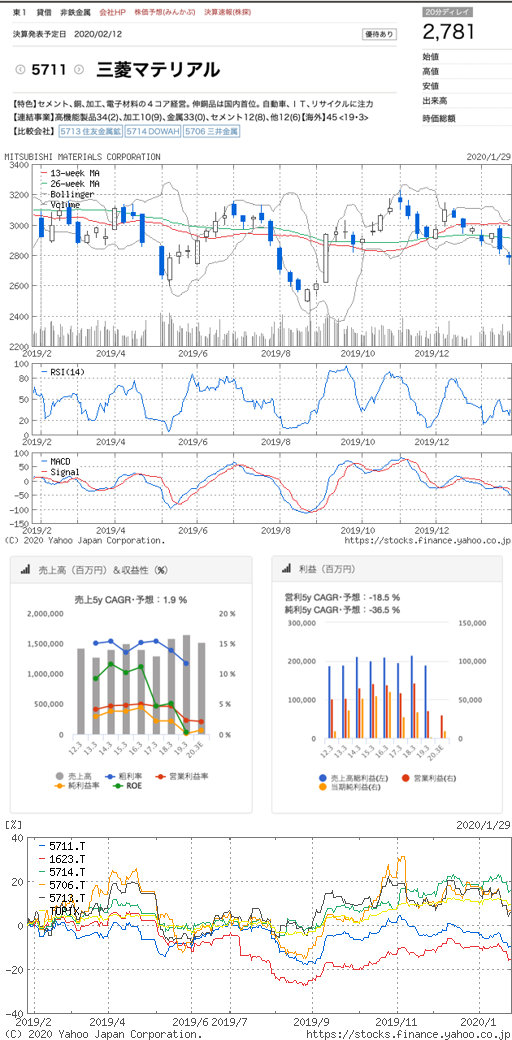 東1 貸借 非鉄金属 会社HP 株価予想(みんかぶ) 決算速報(株探)
決算発表予定日 2020/02/12
優待あり
5711 三菱マテリアル
20分ディレイ
2,781
始値
高値
安値
出来高
時価総額
【特色】セメント、銅、加工、電子材料の4コア経営。伸銅品は国内首位。自動車、IT、リサイクルに注力
【連結事業】高機能製品34(2)、加工10(9)、金属33(0)、セメント12(8)、他12(6)【海外】45 <19・3>
【比較会社】 5713 住友金属鉱 5714 DOWAH 5706 三井金属
MITSUBISHI MATERIALS CORPORATION 2020/1/29
13-week MA
26-week MA
Bollinger
Volume
3400
3200
3000
2800
2600
2400
2200
2019/2 2019/4 2019/6 2019/8 2019/10 2019/12
RSI(14)
100
80
50
20
0
2019/2 2019/4 2019/6 2019/8 2019/10 2019/12
MACD
Signal
100
50
0
-50
-100
-150
2019/2 2019/4 2019/6 2019/8 2019/10 2019/12
(C) 2020 Yahoo Japan Corporation. https://stocks.finance.yahoo.co.jp
売上高（百万円）＆収益性（%）
売上5y CAGR・予想： 1.9 %
2,000,000
1,500,000
1,000,000
500,000
0
20 %
15 %
10 %
5 %
0 %
12.3 13.3 14.3 15.3 16.3 17.3 18.3 19.3 20.3E
売上高 粗利率 営業利益率
純利益率 ROE
利益（百万円）
営利5y CAGR・予想： -18.5 %
純利5y CAGR・予想： -36.5 %
300,000
200,000
100,000
0
150,000
100,000
50,000
0
12.3 13.3 14.3 15.3 16.3 17.3 18.3 19.3 20.3E
売上高総利益(左) 営業利益(右)
当期純利益(右)
[%] 2020/1/29
5711.T
1623.T
5714.T
5706.T
5713.T
TOPIX
40
20
0
-20
-40
2019/2 2019/4 2019/6 2019/7 2019/9 2019/11 2020/1
(C) 2020 Yahoo Japan Corporation. https://stocks.finance.yahoo.co.jp